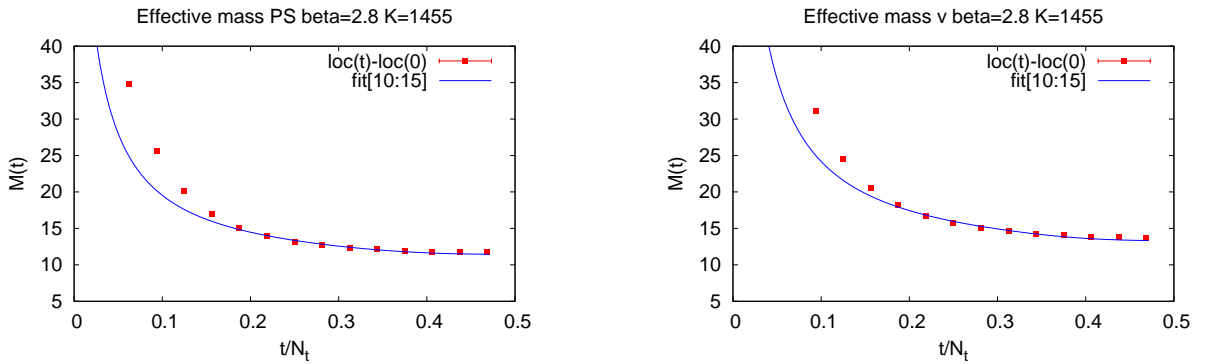 Effective mass PS beta=2.8 K=1455
40
35
30
25
20
15
10
5
M(t)
loc(t)-loc(0)
fit[10:15]
0 0.1 0.2 0.3 0.4 0.5
t/N_t
Effective mass v beta=2.8 K=1455
40
35
30
25
20
15
10
5
M(t)
loc(t)-loc(0)
fit[10:15]
0 0.1 0.2 0.3 0.4 0.5
t/N_t